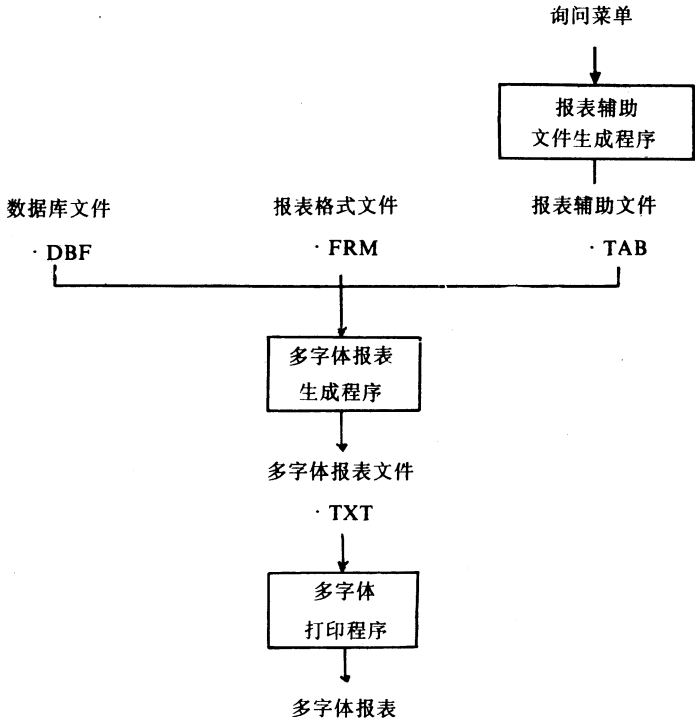 询问菜单
报表辅助
文件生成程序
数据库文件
报表格式文件
报表辅助文件
· DBF
· FRM
· TAB
多字体报表
生成程序
多字体报表文件
· TXT
多字体
打印程序
多字体报表